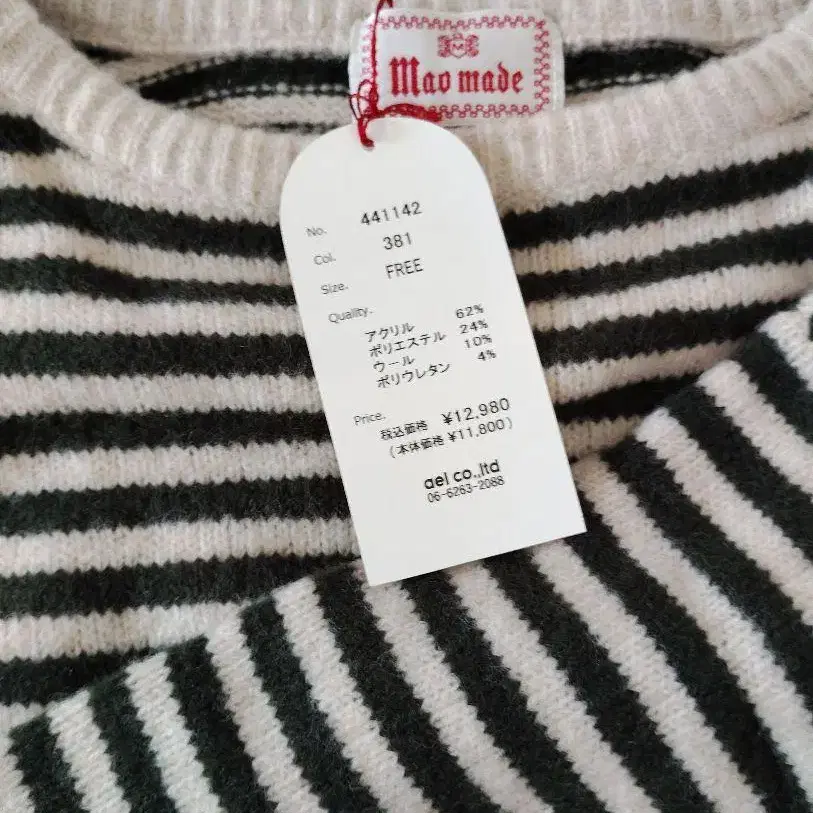 Mao made
No. 441142
Col. 381
Size. FREE
Quality.
アクリル 62%
ポリエステル 24%
ウール 10%
ポリウレタン 4%
Price.
税込価格 ¥12,980
(本体価格 ¥11,800)
ael co.,ltd
06-6263-2088